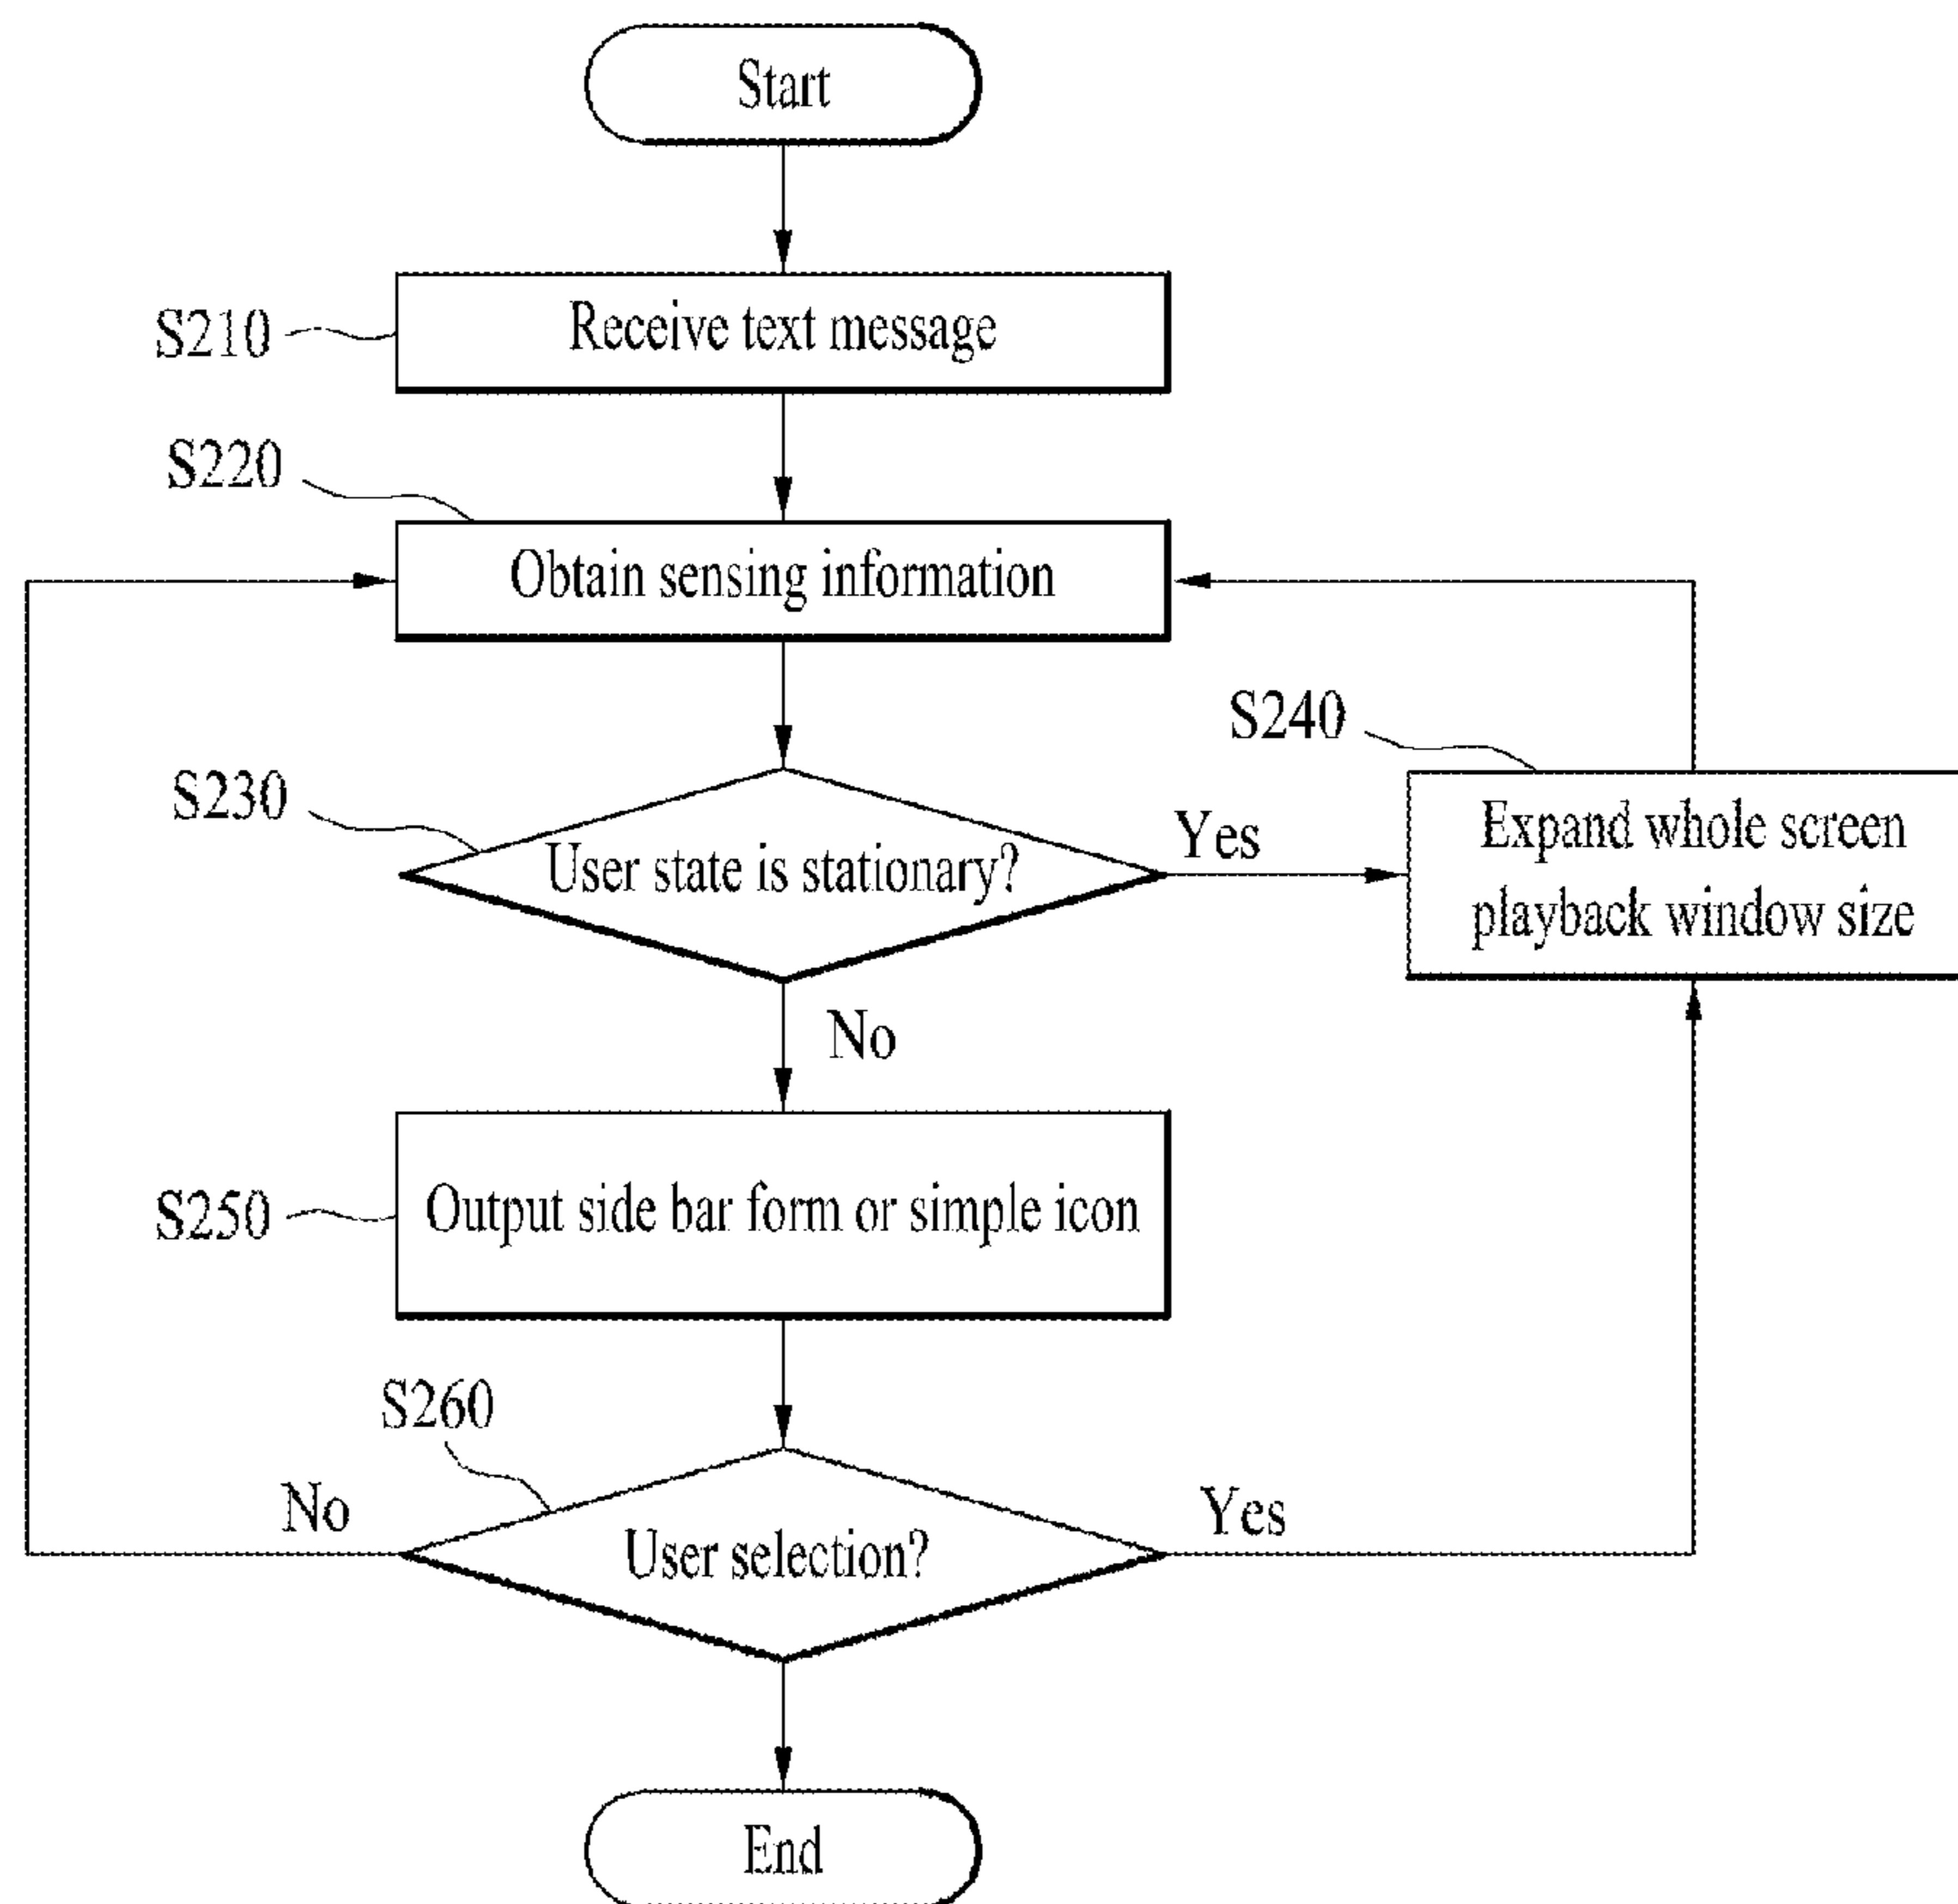 Start
S210
Receive text message
S220
Obtain sensing information
S240
S230
User state is stationary?
Yes
Expand whole screen
playback window size
No
S250
Output side bar form or simple icon
S260
No
User selection?
Yes
End